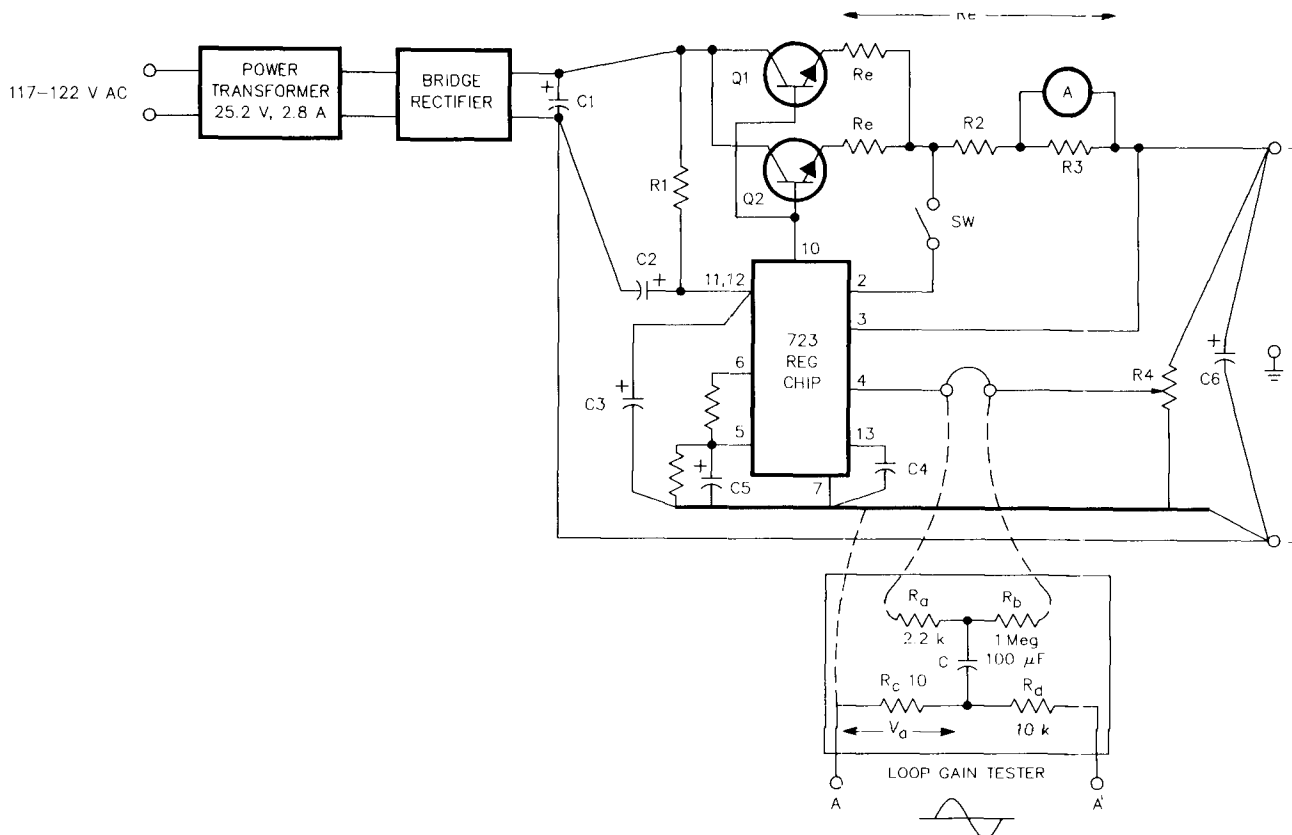 Re
117–122 V AC
POWER
TRANSFORMER
25.2 V, 2.8 A
BRIDGE
RECTIFIER
+
C1
Q1
Re
A
Q2
Re
R2
R3
R1
SW
10
C2
+
11,12
2
3
723
REG
CHIP
6
4
+
C3
5
13
+
C5
7
C4
R4
+
C6
Ra
2.2 k
Rb
1 Meg
C
100 µF
Rc 10
Rd
10 k
Va
LOOP GAIN TESTER
A
A'